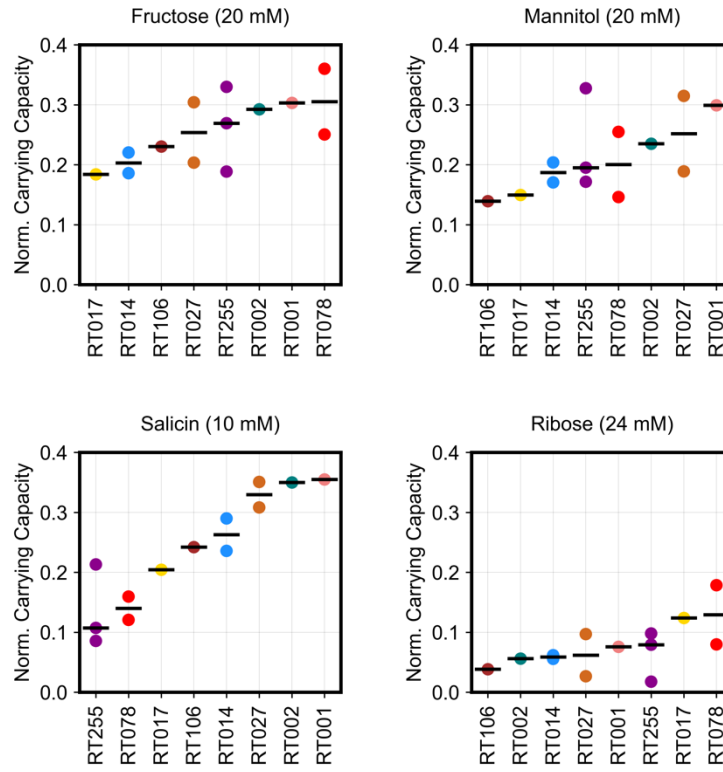 Fructose (20 mM)
Norm. Carrying Capacity
0.4
0.3
0.2
0.1
0.0
RT017
RT014
RT106
RT027
RT255
RT002
RT001
RT078
Mannitol (20 mM)
Norm. Carrying Capacity
0.4
0.3
0.2
0.1
0.0
RT106
RT017
RT014
RT255
RT078
RT002
RT027
RT001
Salicin (10 mM)
Norm. Carrying Capacity
0.4
0.3
0.2
0.1
0.0
RT255
RT078
RT017
RT106
RT014
RT027
RT002
RT001
Ribose (24 mM)
Norm. Carrying Capacity
0.4
0.3
0.2
0.1
0.0
RT106
RT002
RT014
RT027
RT001
RT255
RT017
RT078